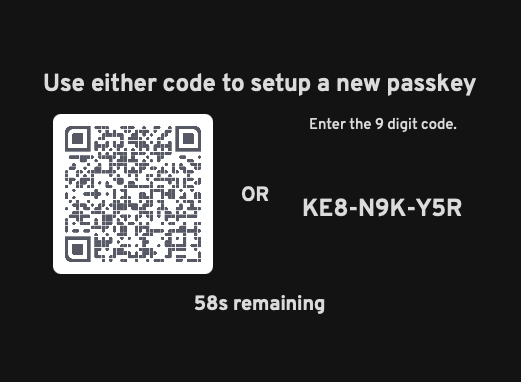 Use either code to setup a new passkey
Enter the 9 digit code.
OR
KE8-N9K-Y5R
58s remaining